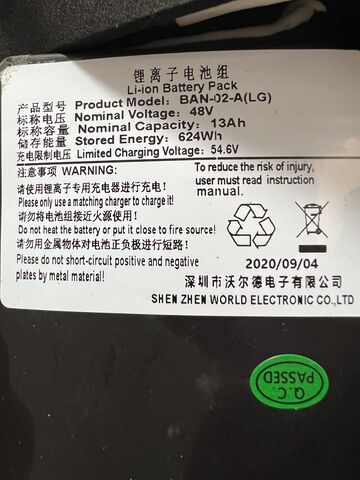 锂离子电池组
Li-ion Battery Pack
产品型号 Product Model: BAN-02-A(LG)
标称电压 Nominal Voltage: 48V
标称容量 Nominal Capacity: 13Ah
储存能量 Stored Energy: 624Wh
充电限制电压 Limited Charging Voltage: 54.6V
注意事项 WARNING:
请使用锂离子专用充电器进行充电!
Please only use a matching charger to charge it!
请勿将电池组接近火源使用!
Do not heat the battery or put it close to fire source!
请勿用金属物体对电池正负极进行短路!
Please do not short-circuit positive and negative
plates by metal material!
To reduce the risk of injury,
user must read instruction
manual.
2020/09/04
深圳市沃尔德电子有限公司
SHEN ZHEN WORLD ELECTRONIC CO.,LTD
Q.C.
PASSED